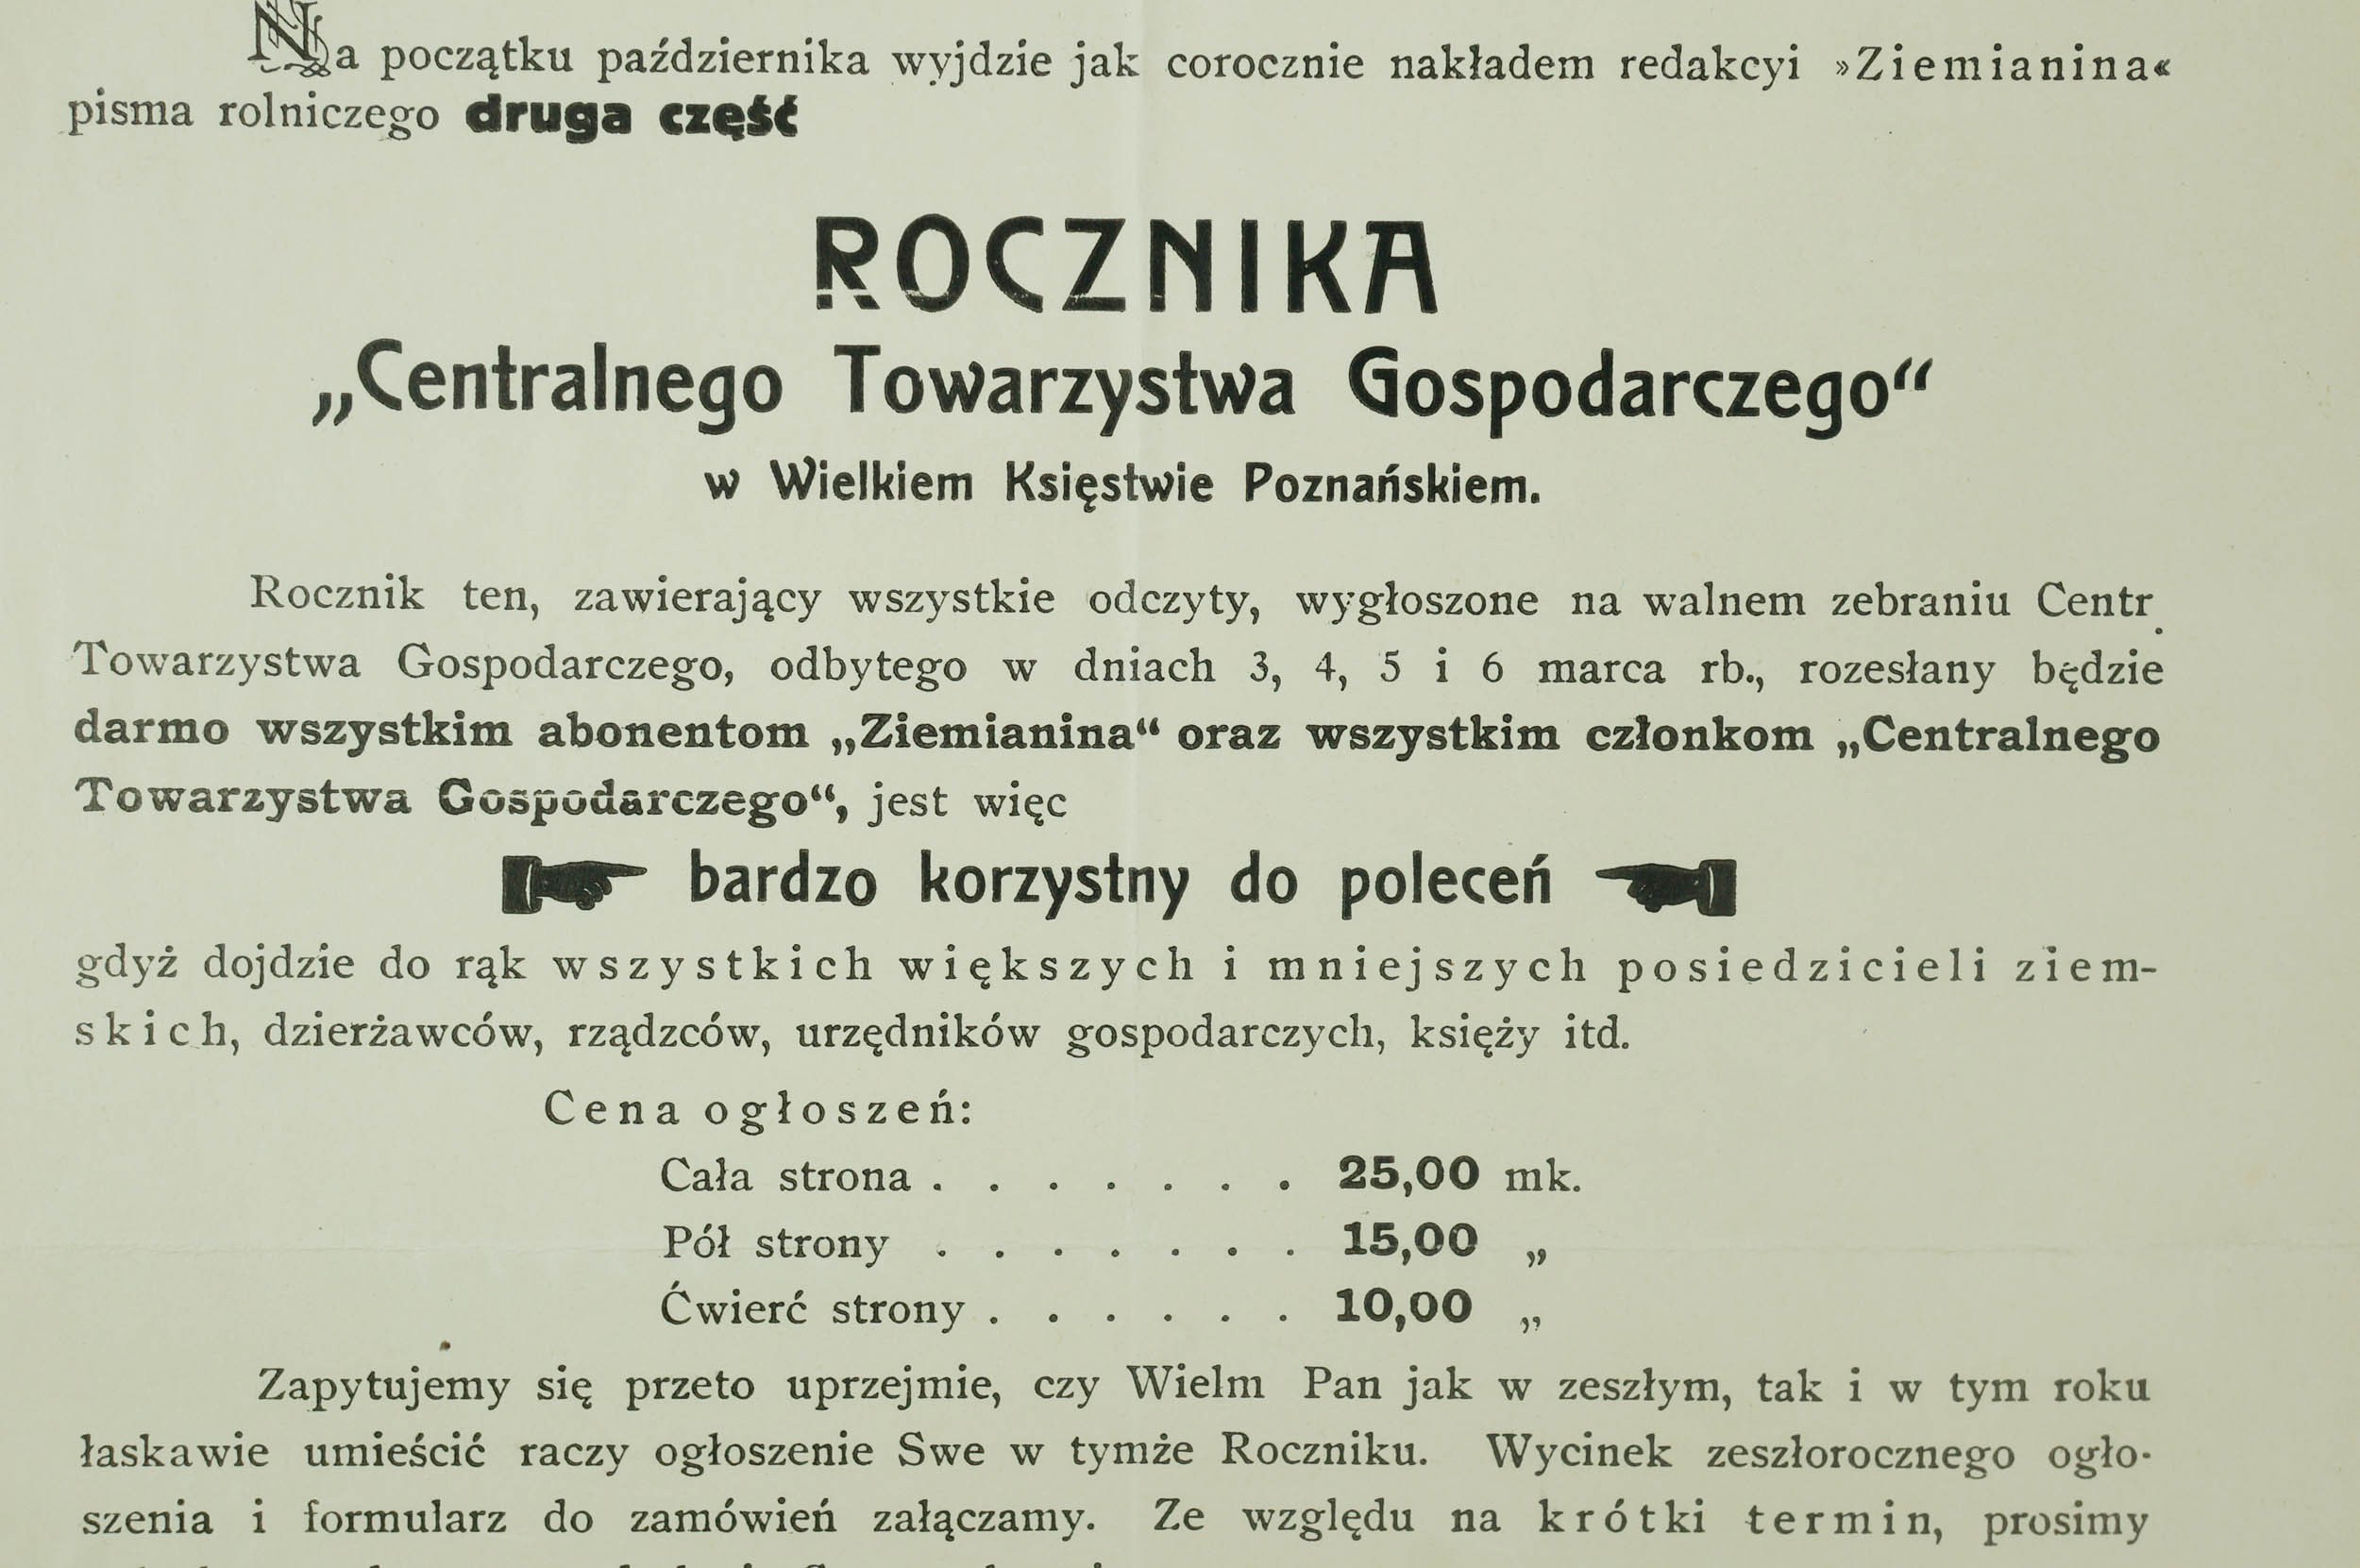 Na początku października wyjdzie jak corocznie nakładem redakcyi »Ziemianina«
pisma rolniczego druga część
ROCZNIKA
„Centralnego Towarzystwa Gospodarczego“
w Wielkiem Księstwie Poznańskiem.
Rocznik ten, zawierający wszystkie odczyty, wygłoszone na walnem zebraniu Centr.
Towarzystwa Gospodarczego, odbytego w dniach 3, 4, 5 i 6 marca rb., rozesłany będzie
darmo wszystkim abonentom „Ziemianina“ oraz wszystkim członkom „Centralnego
Towarzystwa Gospodarczego“, jest więc
bardzo korzystny do poleceń
gdyż dojdzie do rąk wszystkich większych i mniejszych posiedzicieli ziem-
skich, dzierżawców, rządzców, urzędników gospodarczych, księży itd.
Cena ogłoszeń:
Cała strona . . . . . . . 25,00 mk.
Pół strony . . . . . . . 15,00 „
Ćwierć strony . . . . . . 10,00 „
Zapytujemy się przeto uprzejmie, czy Wielm Pan jak w zeszłym, tak i w tym roku
łaskawie umieścić raczy ogłoszenie Swe w tymże Roczniku. Wycinek zeszłorocznego ogło-
szenia i formularz do zamówień załączamy. Ze względu na krótki termin, prosimy